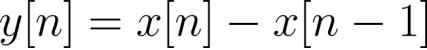 y[n] = x[n] − x[n − 1]